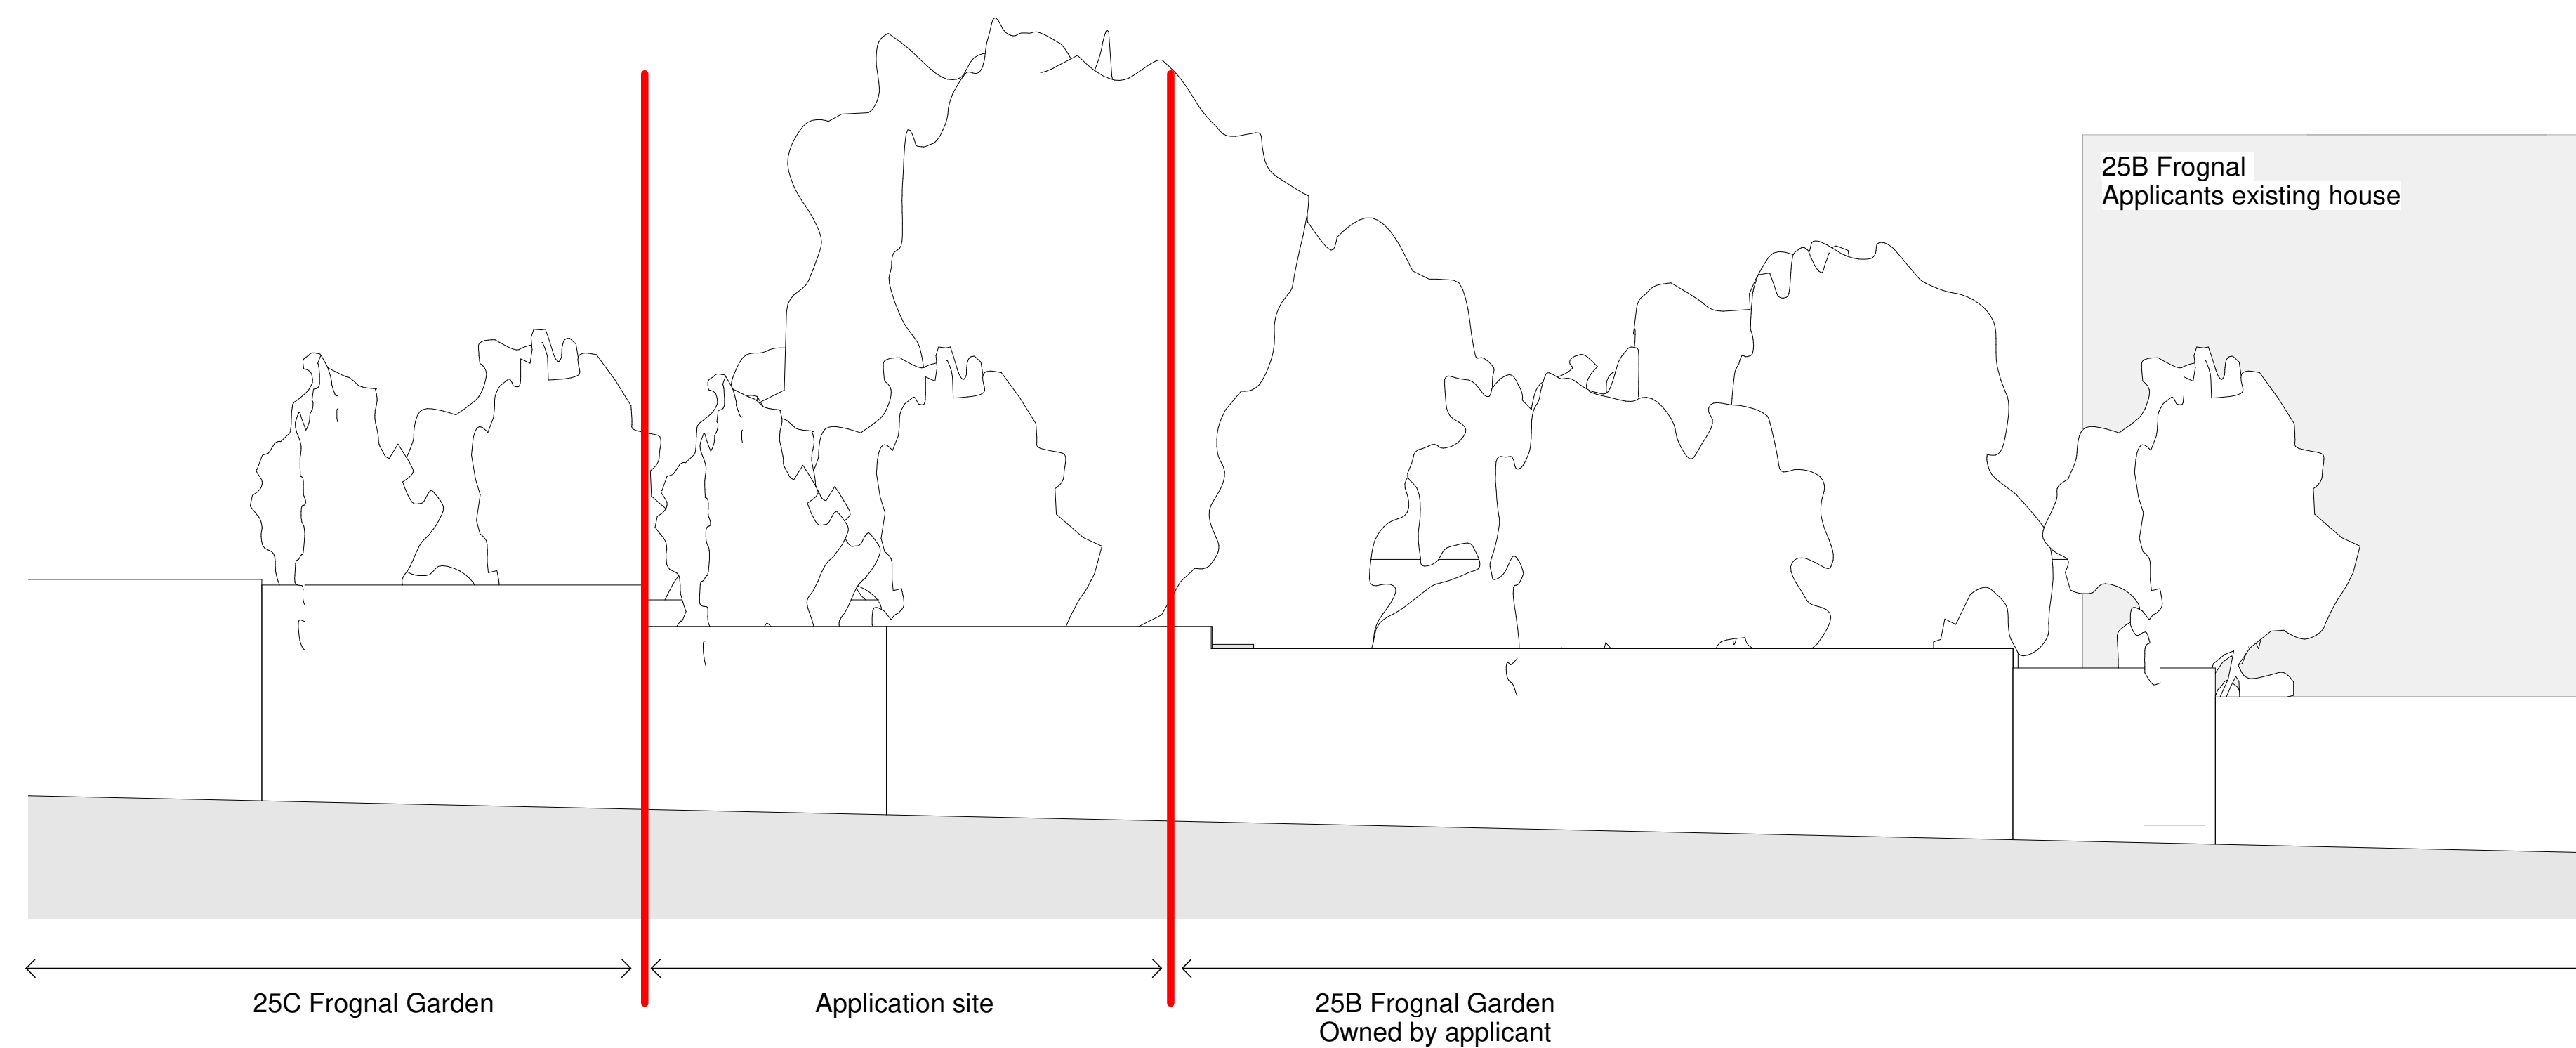 25B Frognal
Applicants existing house
25C Frognal Garden
Application site
25B Frognal Garden
Owned by applicant